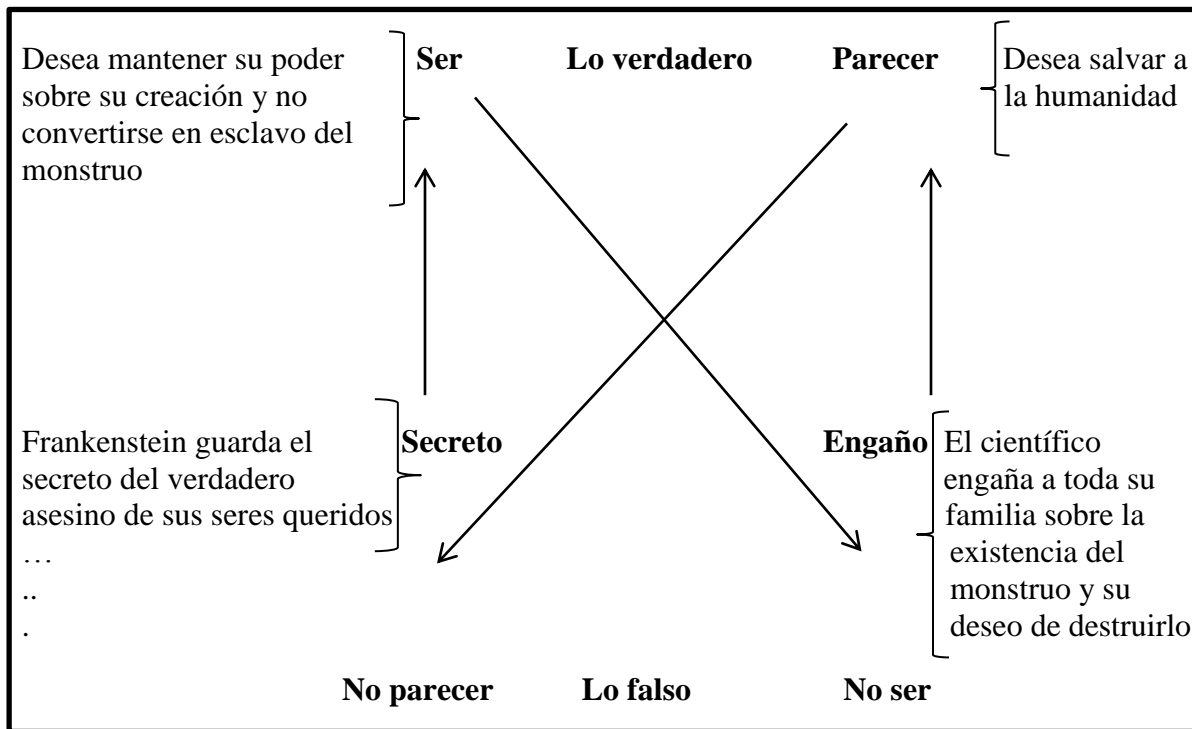 Desea mantener su poder
sobre su creación y no
convertirse en esclavo del
monstruo
Ser
Lo verdadero
Parecer
Desea salvar a
la humanidad
Frankenstein guarda el
secreto del verdadero
asesino de sus seres queridos
…
..
.
Secreto
Engaño
El científico
engaña a toda su
familia sobre la
existencia del
monstruo y su
deseo de destruirlo
No parecer
Lo falso
No ser